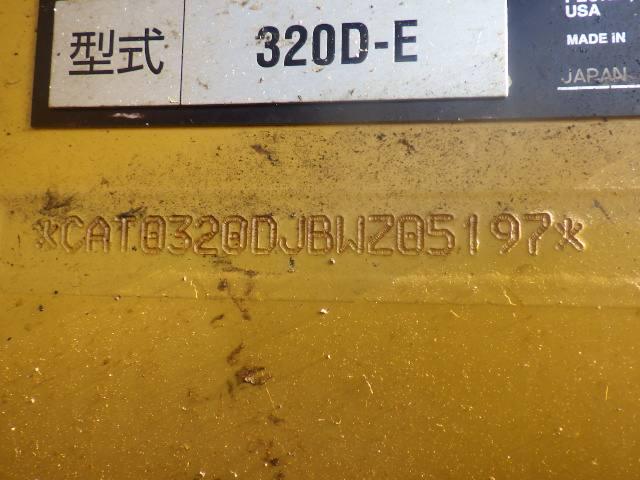 型式 320D-E
USA
MADE IN
JAPAN
*CAT0320DJBWZ05197*